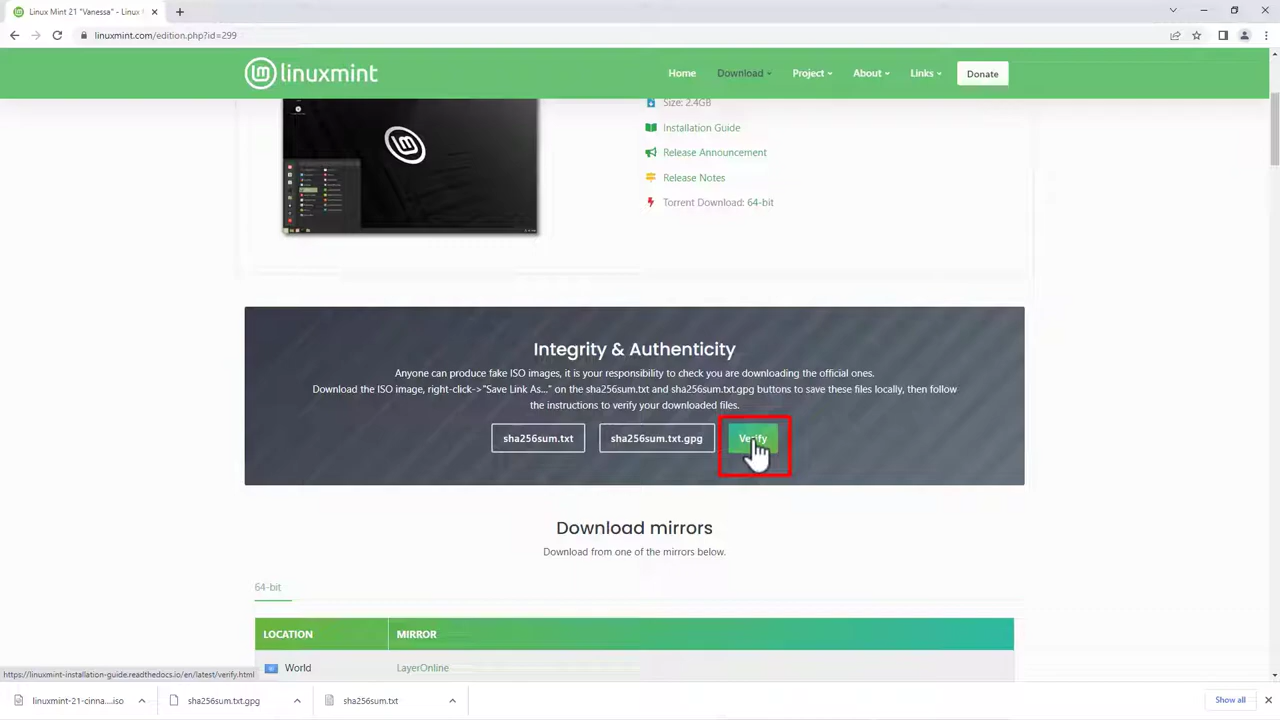 Linux Mint 21 "Vanessa" - Linux
linuxmint.com/edition.php?id=299
linuxmint
Home
Download
Project
About
Links
Donate
Size: 2.4GB
Installation Guide
Release Announcement
Release Notes
Torrent Download: 64-bit
Integrity & Authenticity
Anyone can produce fake ISO images, it is your responsibility to check you are downloading the official ones.
Download the ISO image, right-click->"Save Link As..." on the sha256sum.txt and sha256sum.txt.gpg buttons to save these files locally, then follow
the instructions to verify your downloaded files.
sha256sum.txt
sha256sum.txt.gpg
Verify
Download mirrors
Download from one of the mirrors below.
64-bit
LOCATION
MIRROR
World
LayerOnline
https://linuxmint-installation-guide.readthedocs.io/en/latest/verify.html
linuxmint-21-cinna....iso
sha256sum.txt.gpg
sha256sum.txt
Show all